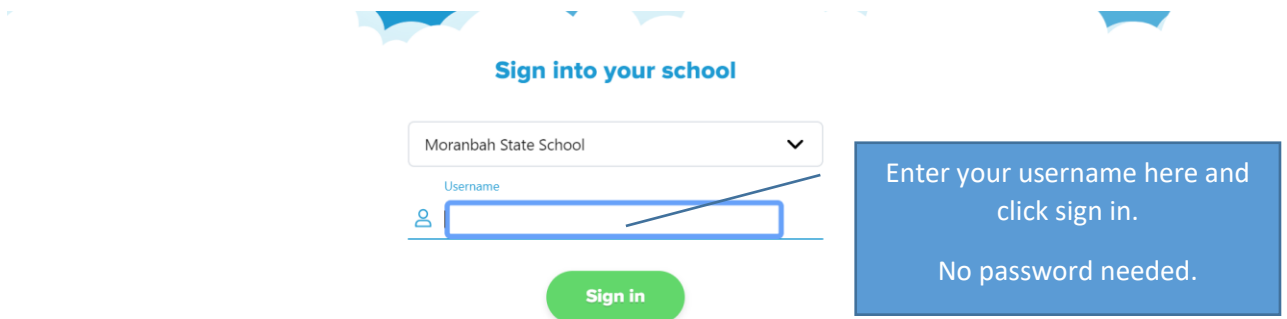 Sign into your school
Moranbah State School
Username
Sign in
Enter your username here and
click sign in.
No password needed.